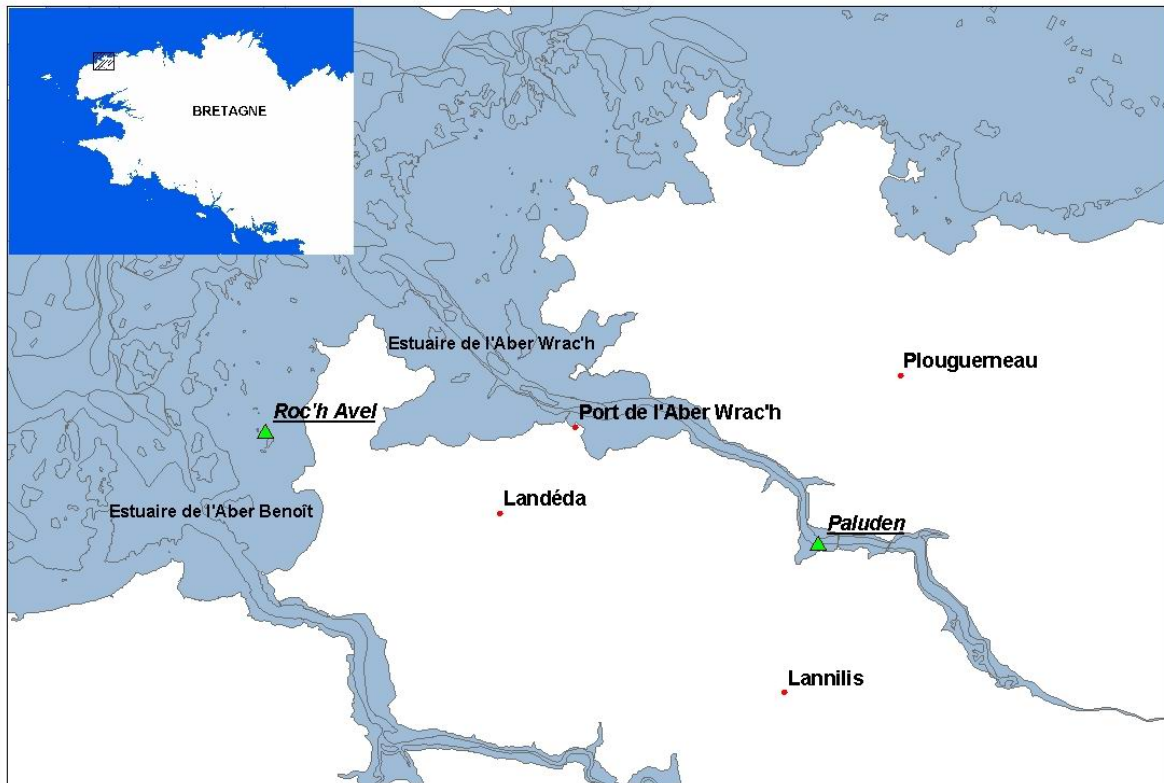 BRETAGNE
Estuaire de l'Aber Wrac'h
Plouguerneau
Roc'h Avel
Port de l'Aber Wrac'h
Landéda
Estuaire de l'Aber Benoît
Paluden
Lannilis